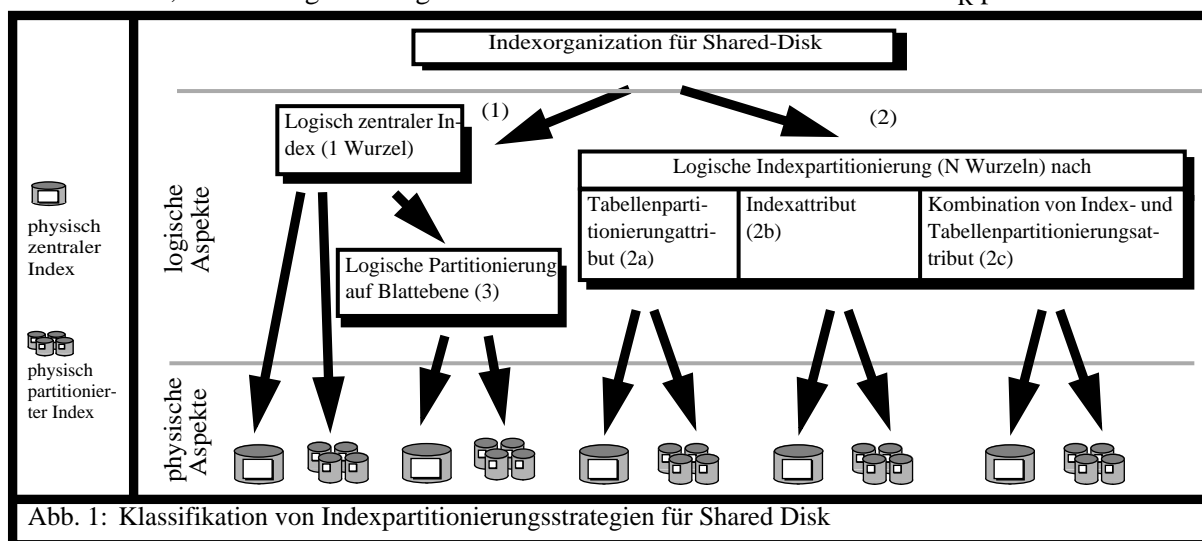 Indexorganization für Shared-Disk
(1)
(2)
Logisch zentraler In-
dex (1 Wurzel)
Logische Indexpartitionierung (N Wurzeln) nach
Tabellenparti-
tionierungattri-
but (2a)
Indexattribut
(2b)
Kombination von Index- und
Tabellenpartitionierungsat-
tribut (2c)
Logische Partitionierung
auf Blattebene (3)
logische
Aspekte
physische
Aspekte
physisch
zentraler
Index
physisch
partitionier-
ter Index
Abb. 1: Klassifikation von Indexpartitionierungsstrategien für Shared Disk